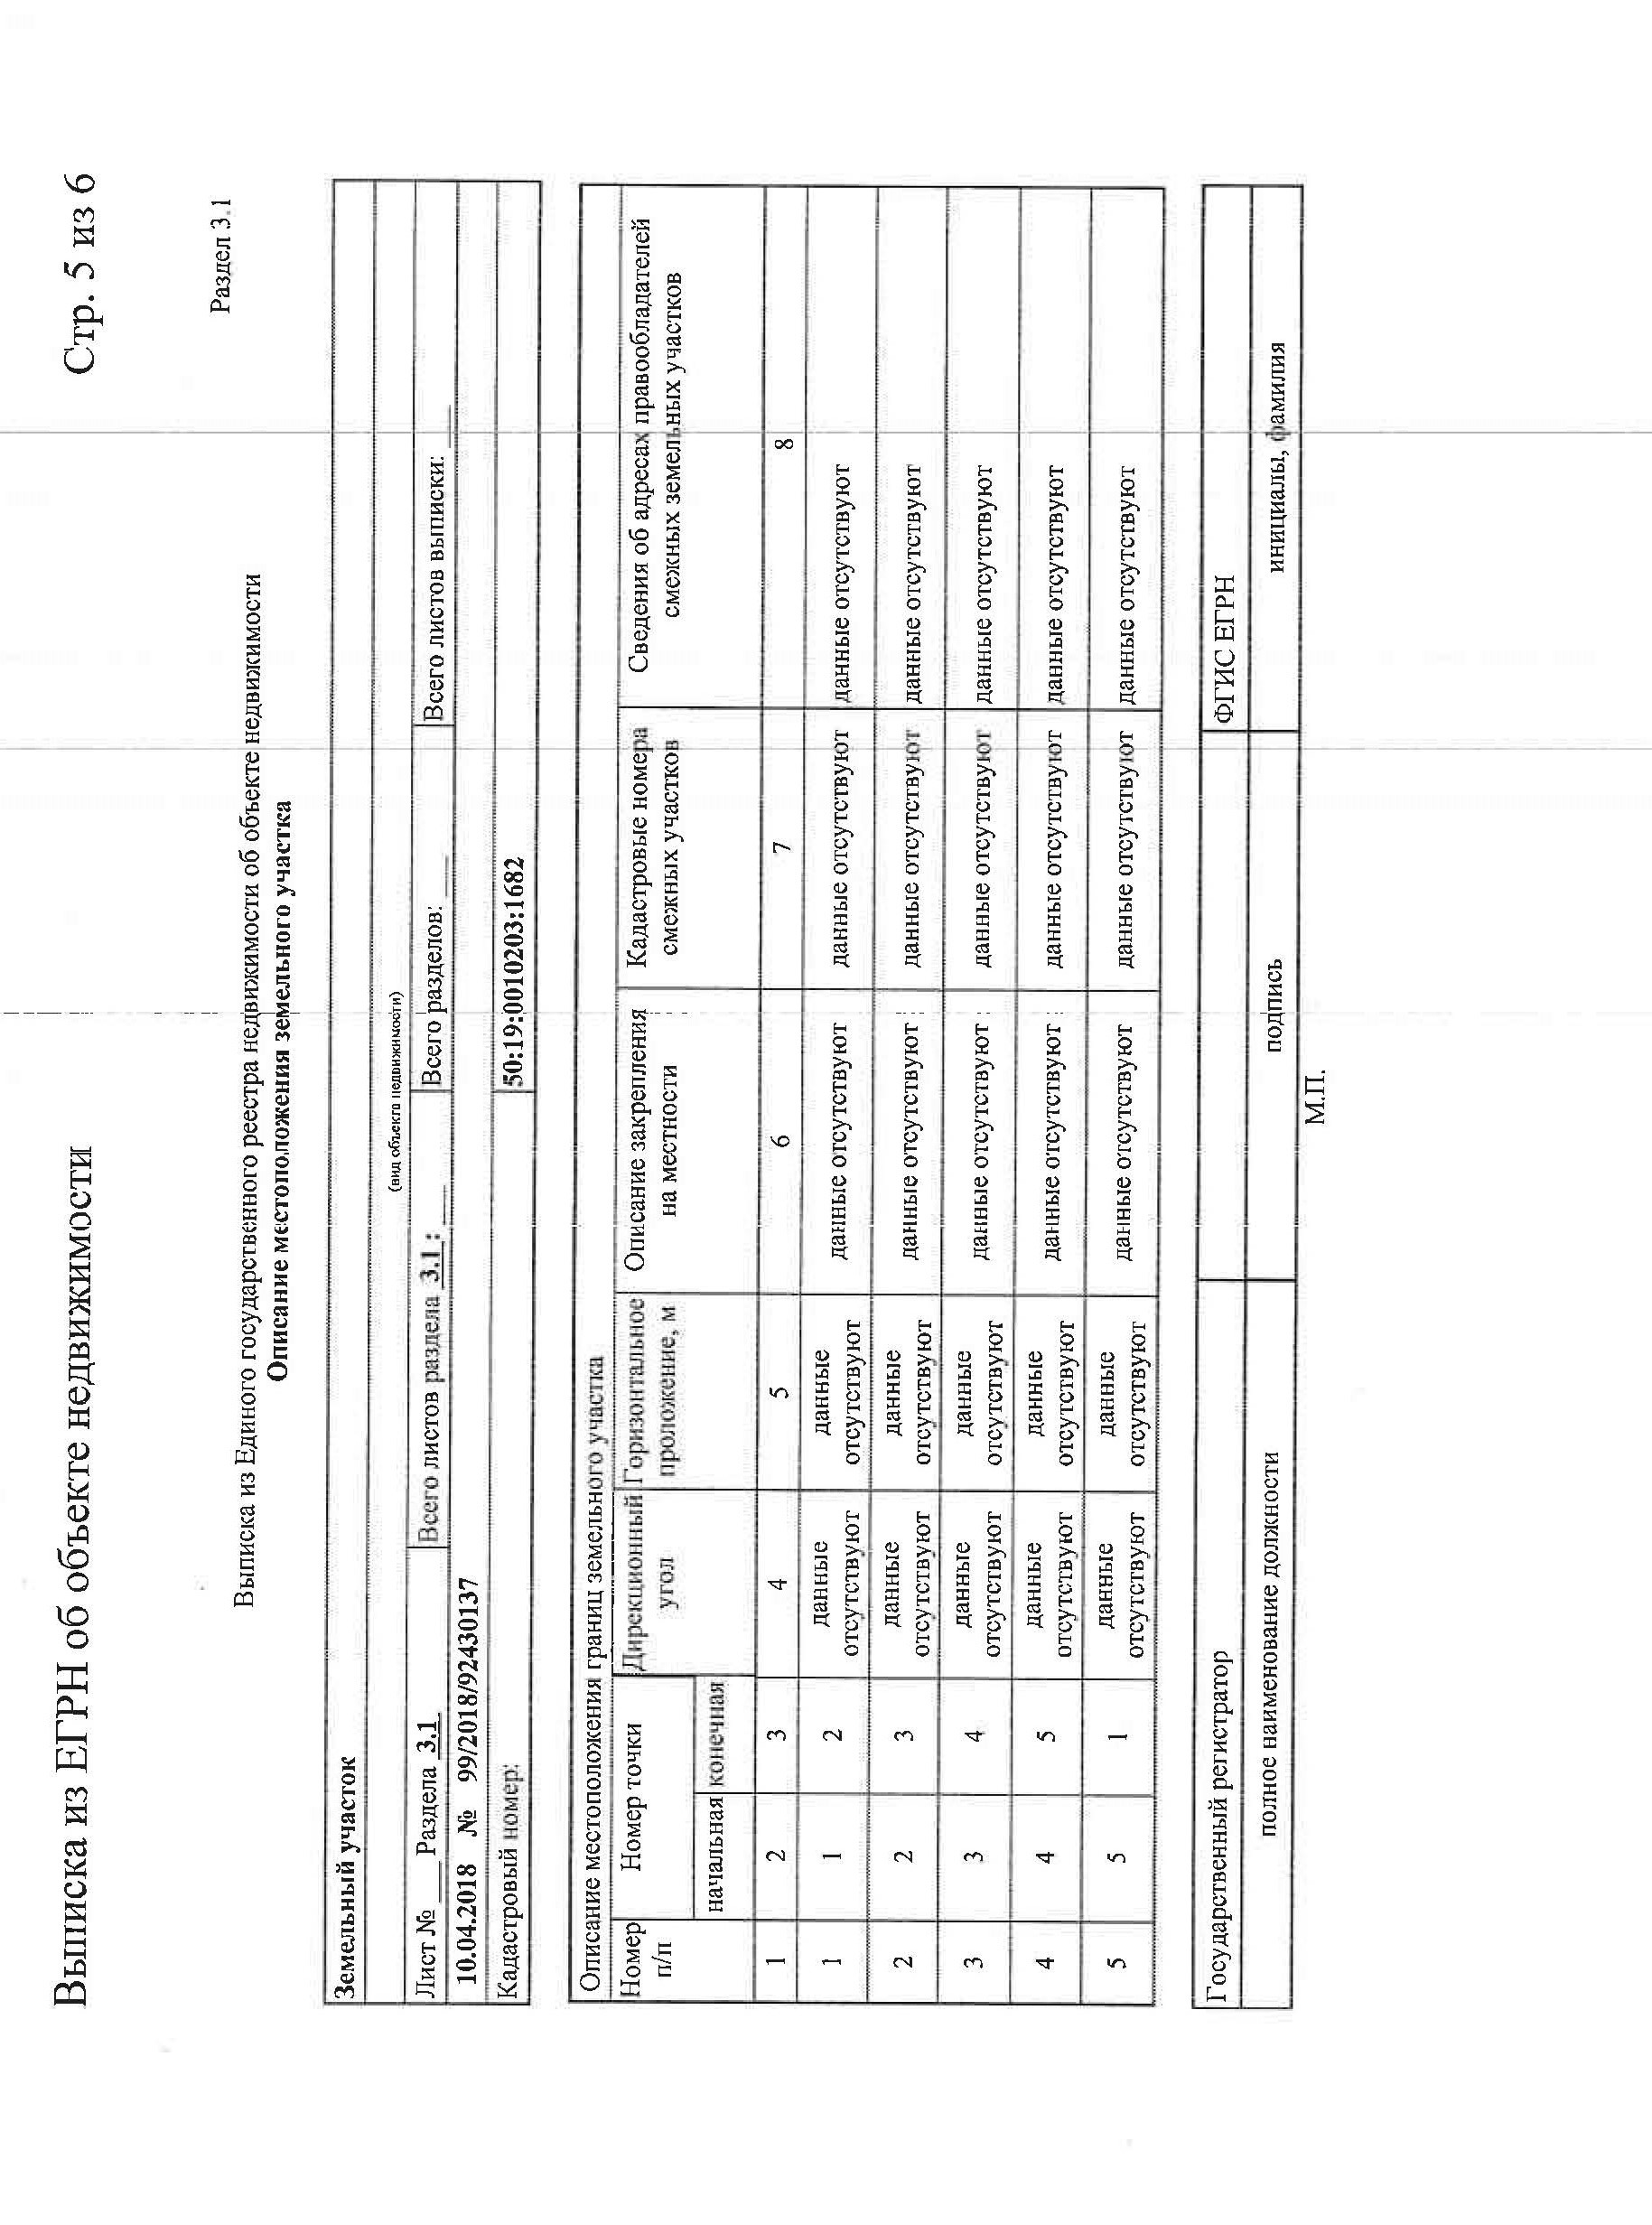 Выписка из ЕГРН об объекте недвижимости Стр. 5 из 6
Раздел 3.1
Выписка из Единого государственного реестра недвижимости об объекте недвижимости
Описание местоположения земельного участка
Земельный участок
(вид объекта недвижимости)
Лист № ___ Раздела 3.1 Всего листов раздела 3.1 : ___ Всего разделов: ___ Всего листов выписки: ___
10.04.2018 № 99/2018/92430137
Кадастровый номер: 50:19:0010203:1682
Описание местоположения границ земельного участка
Номер п/п Номер точки Дирекционный угол Горизонтальное проложение, м Описание закрепления на местности Кадастровые номера смежных участков Сведения об адресах правообладателей смежных земельных участков
начальная конечная
1 2 3 4 5 6 7 8
1 1 2 данные отсутствуют данные отсутствуют данные отсутствуют данные отсутствуют данные отсутствуют
2 2 3 данные отсутствуют данные отсутствуют данные отсутствуют данные отсутствуют данные отсутствуют
3 3 4 данные отсутствуют данные отсутствуют данные отсутствуют данные отсутствуют данные отсутствуют
4 4 5 данные отсутствуют данные отсутствуют данные отсутствуют данные отсутствуют данные отсутствуют
5 5 1 данные отсутствуют данные отсутствуют данные отсутствуют данные отсутствуют данные отсутствуют
Государственный регистратор ФГИС ЕГРН
полное наименование должности подпись инициалы, фамилия
М.П.